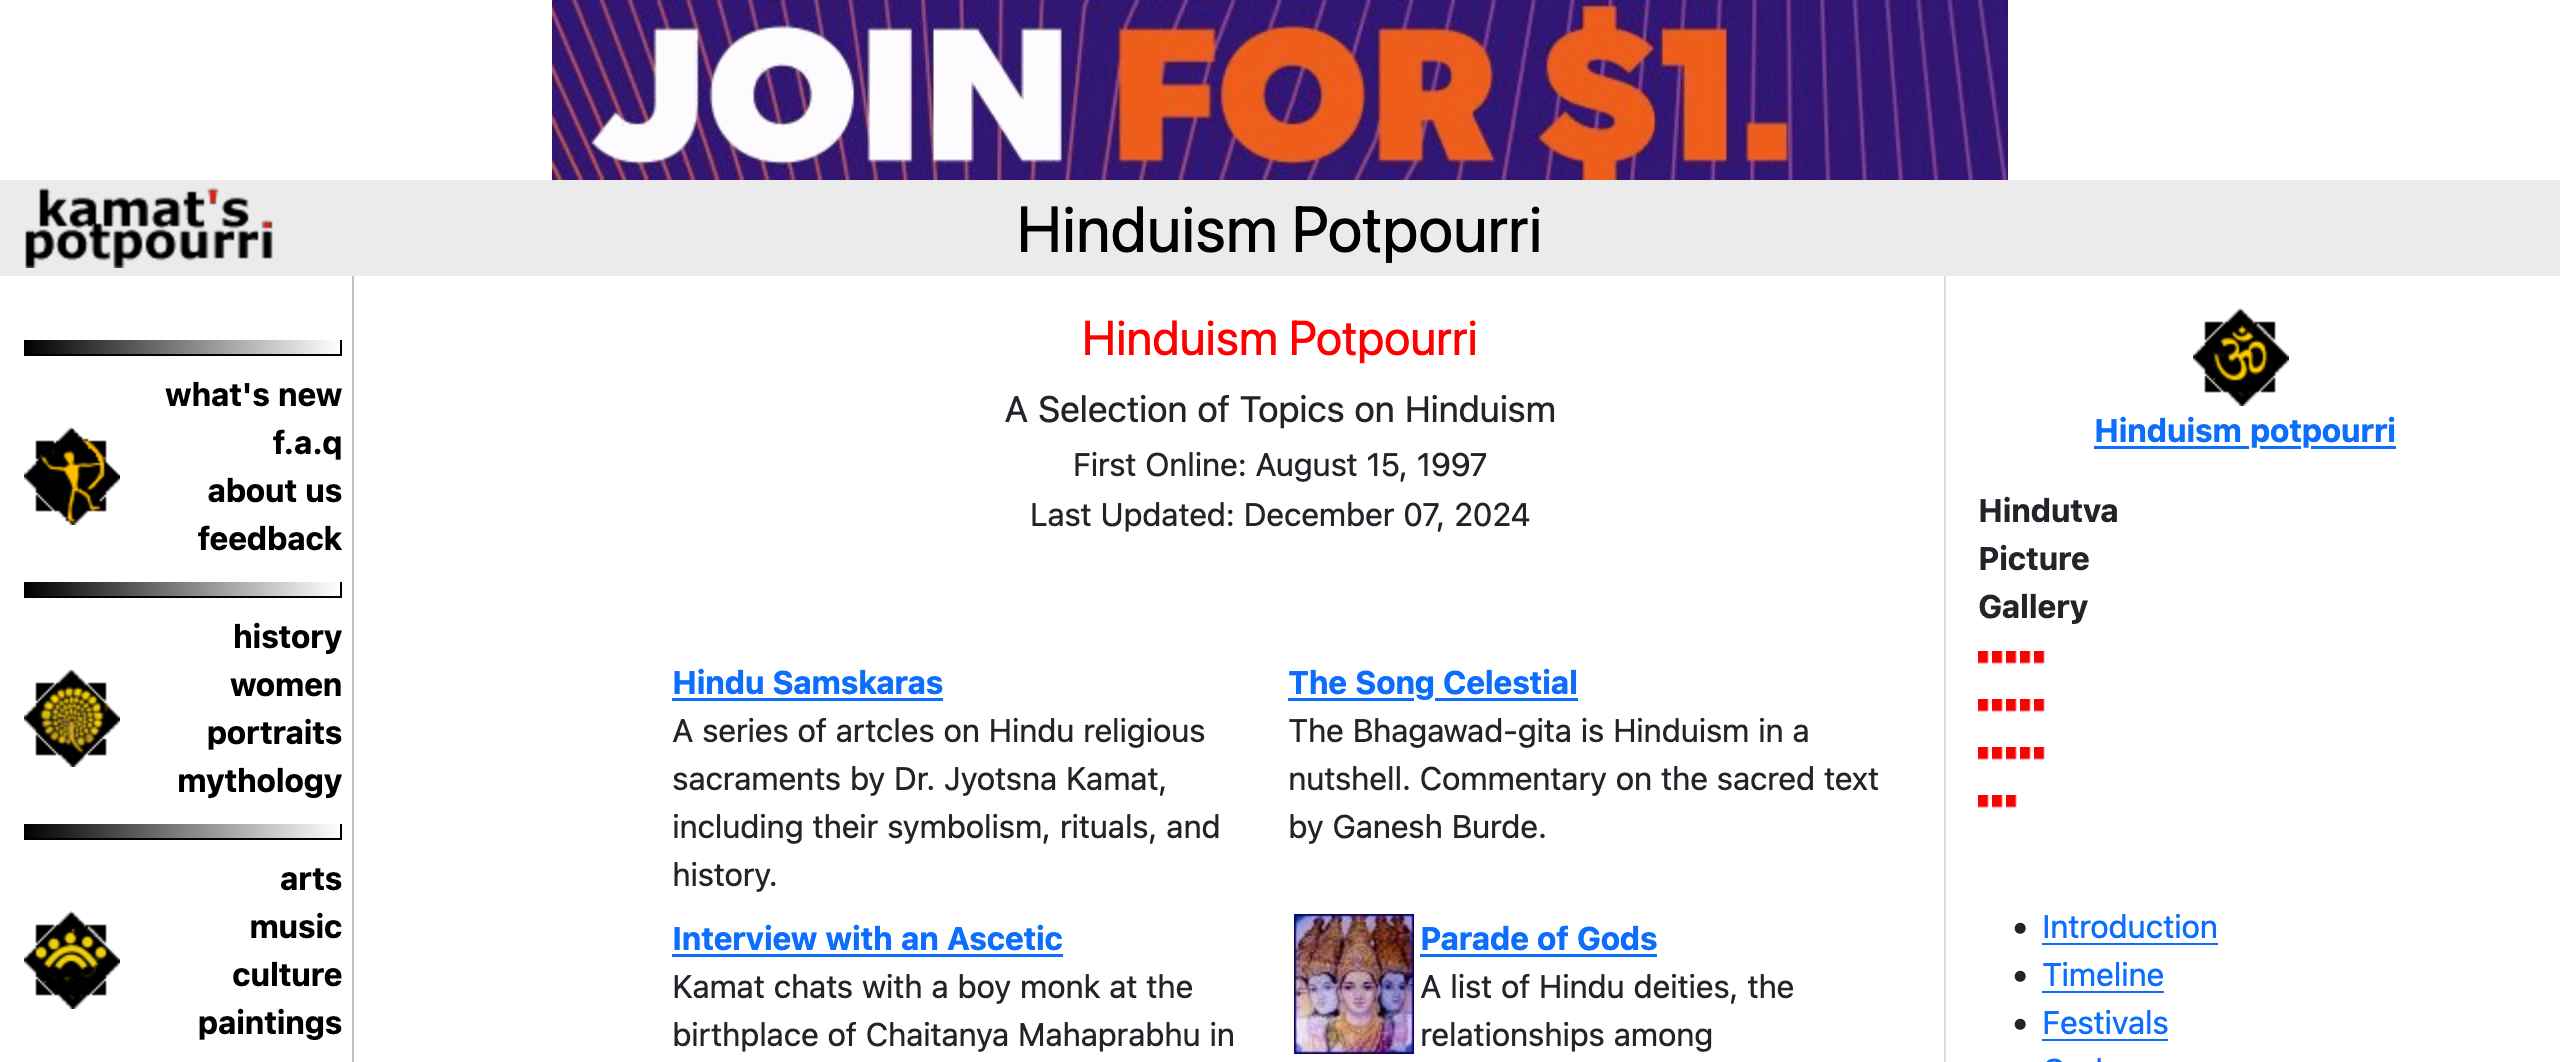 JOIN FOR $1.
kamat's
potpourri
Hinduism Potpourri
what's new
f.a.q
about us
feedback
history
women
portraits
mythology
arts
music
culture
paintings
Hinduism Potpourri
A Selection of Topics on Hinduism
First Online: August 15, 1997
Last Updated: December 07, 2024
Hindu Samskaras
A series of artcles on Hindu religious
sacraments by Dr. Jyotsna Kamat,
including their symbolism, rituals, and
history.
The Song Celestial
The Bhagawad-gita is Hinduism in a
nutshell. Commentary on the sacred text
by Ganesh Burde.
Interview with an Ascetic
Kamat chats with a boy monk at the
birthplace of Chaitanya Mahaprabhu in
Parade of Gods
A list of Hindu deities, the
relationships among
ॐ
Hinduism potpourri
Hindutva
Picture
Gallery
Introduction
Timeline
Festivals